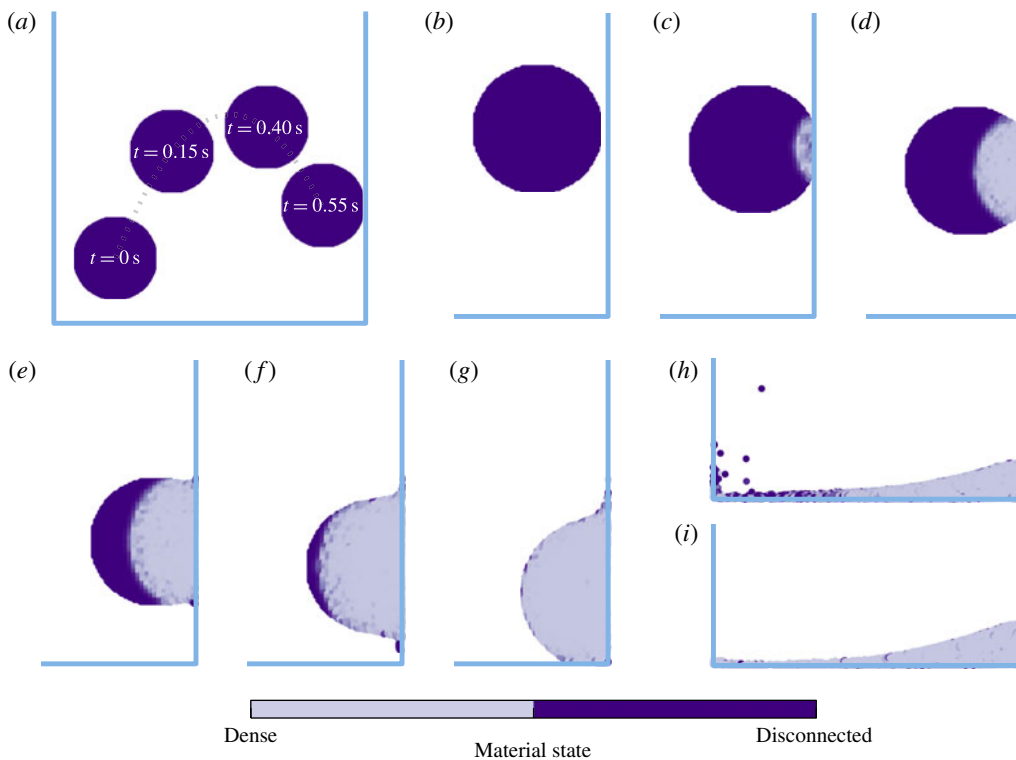 (a)
(b)
(c)
(d)
t = 0.40 s
t = 0.15 s
t = 0.55 s
t = 0 s
(e)
(f)
(g)
(h)
(i)
Dense
Disconnected
Material state